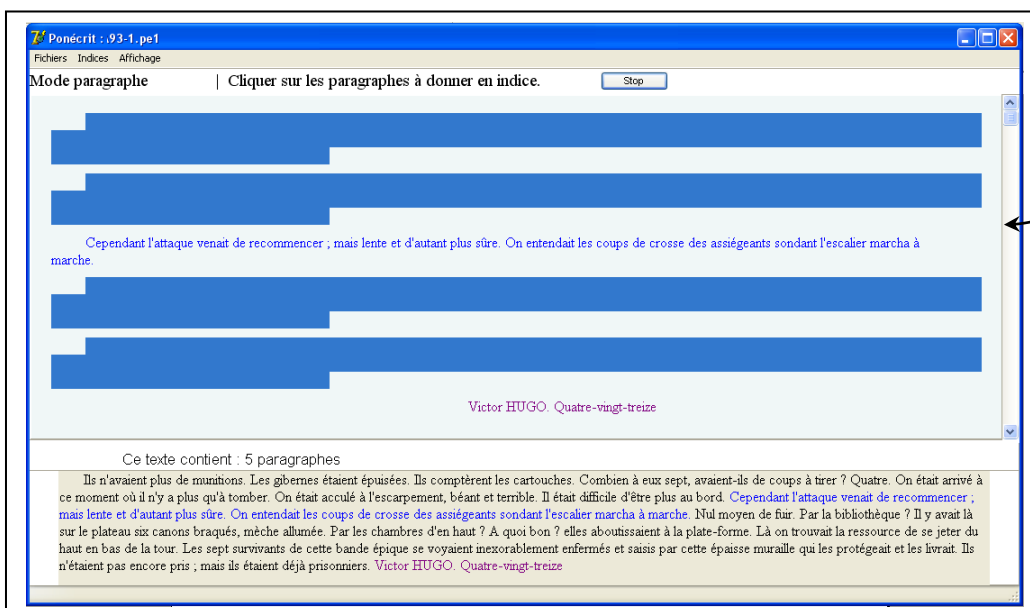 Ponécrit : .93-1.pe1
Fichiers Indices Affichage
Mode paragraphe | Cliquer sur les paragraphes à donner en indice. Stop
Cependant l'attaque venait de recommencer ; mais lente et d'autant plus sûre. On entendait les coups de crosse des assiégeants sondant l'escalier marcha à
marche.
Victor HUGO. Quatre-vingt-treize
Ce texte contient : 5 paragraphes
Ils n'avaient plus de munitions. Les gibernes étaient épuisées. Ils comptèrent les cartouches. Combien à eux sept, avaient-ils de coups à tirer ? Quatre. On était arrivé à
ce moment où il n'y a plus qu'à tomber. On était acculé à l'escarpement, béant et terrible. Il était difficile d'être plus au bord. Cependant l'attaque venait de recommencer ;
mais lente et d'autant plus sûre. On entendait les coups de crosse des assiégeants sondant l'escalier marcha à marche. Nul moyen de fuir. Par la bibliothèque ? Il y avait là
sur le plateau six canons braqués, mèche allumée. Par les chambres d'en haut ? A quoi bon ? elles aboutissaient à la plate-forme. Là on trouvait la ressource de se jeter du
haut en bas de la tour. Les sept survivants de cette bande épique se voyaient inexorablement enfermés et saisis par cette épaisse muraille qui les protégeait et les livrait. Ils
n'étaient pas encore pris ; mais ils étaient déjà prisonniers. Victor HUGO. Quatre-vingt-treize